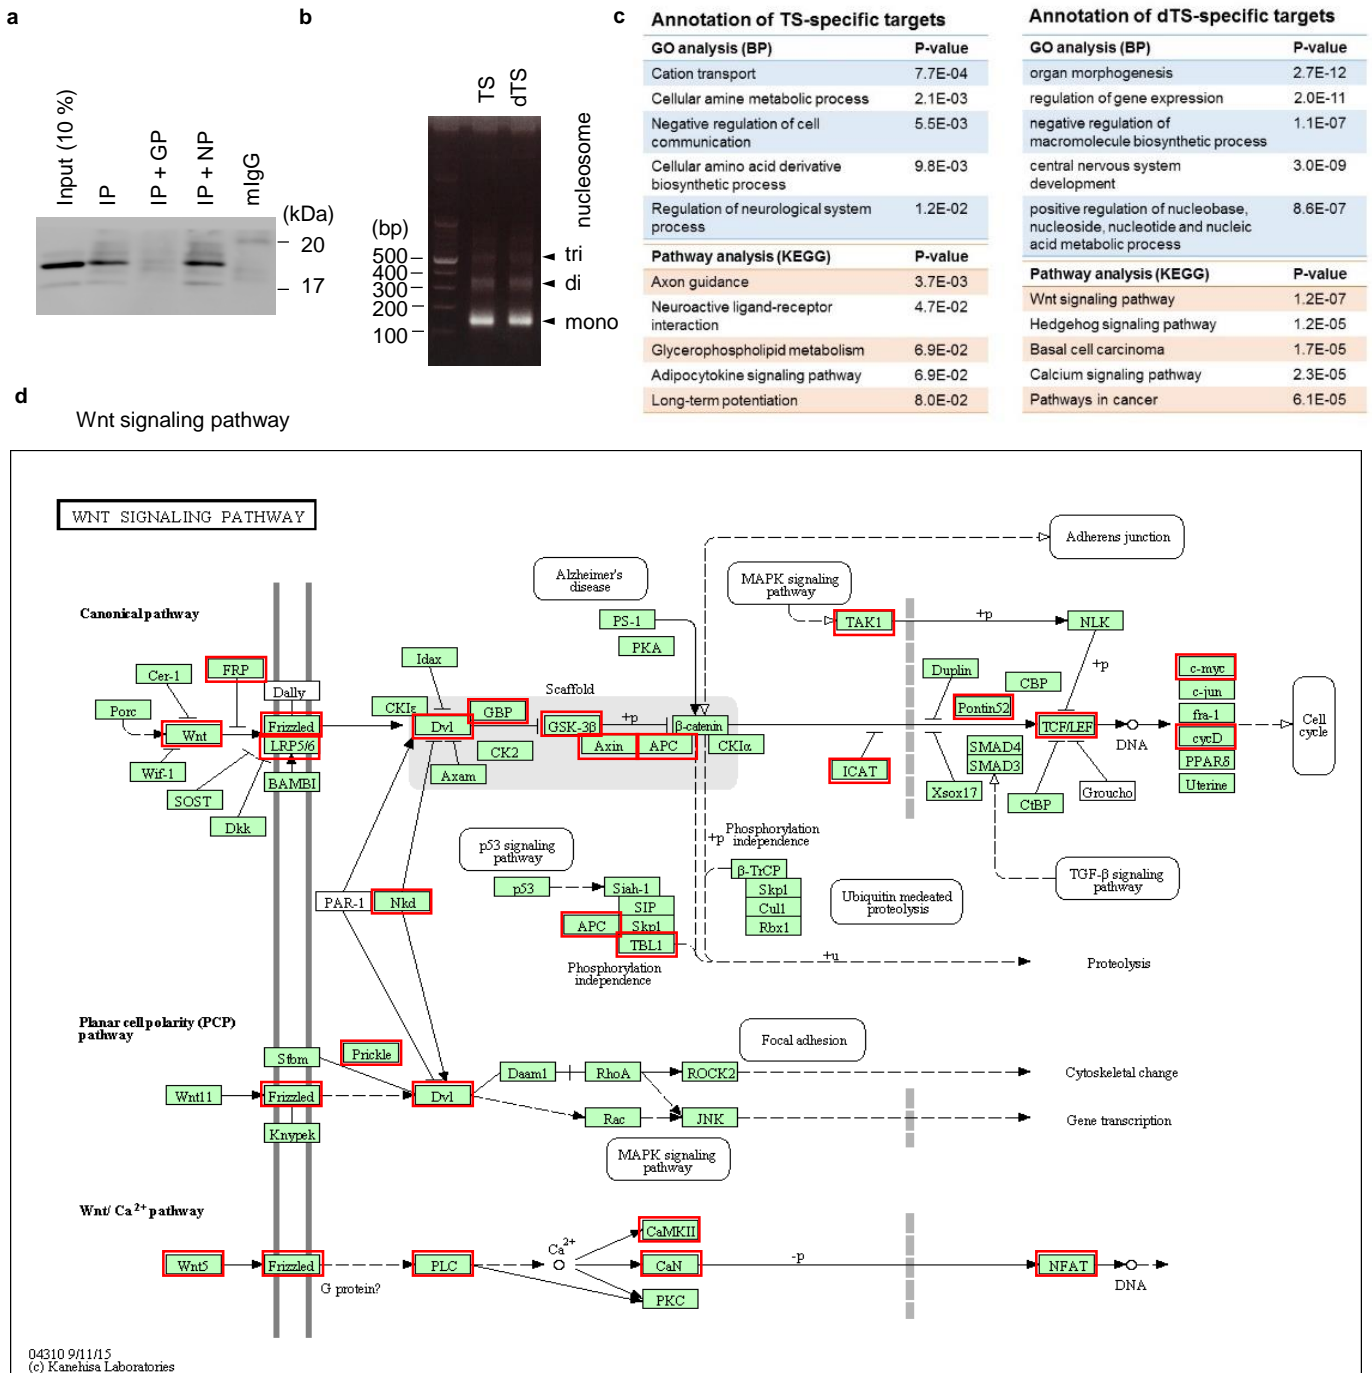 a
Input (10 %)
IP
IP + GP
IP + NP
mIgG
(kDa)
20
17
b
TS
dTS
nucleosome
(bp)
500
400
300
200
100
tri
di
mono
c
Annotation of TS-specific targets
GO analysis (BP) P-value
Cation transport 7.7E-04
Cellular amine metabolic process 2.1E-03
Negative regulation of cell 5.5E-03
communication
Cellular amino acid derivative 9.8E-03
biosynthetic process
Regulation of neurological system 1.2E-02
process
Pathway analysis (KEGG) P-value
Axon guidance 3.7E-03
Neuroactive ligand-receptor 4.7E-02
interaction
Glycerophospholipid metabolism 6.9E-02
Adipocytokine signaling pathway 6.9E-02
Long-term potentiation 8.0E-02
Annotation of dTS-specific targets
GO analysis (BP) P-value
organ morphogenesis 2.7E-12
regulation of gene expression 2.0E-11
negative regulation of 1.1E-07
macromolecule biosynthetic process
central nervous system 3.0E-09
development
positive regulation of nucleobase, 8.6E-07
nucleoside, nucleotide and nucleic
acid metabolic process
Pathway analysis (KEGG) P-value
Wnt signaling pathway 1.2E-07
Hedgehog signaling pathway 1.2E-05
Basal cell carcinoma 1.7E-05
Calcium signaling pathway 2.3E-05
Pathways in cancer 6.1E-05
d
Wnt signaling pathway
WNT SIGNALING PATHWAY
Canonical pathway
Alzheimer's
disease
MAPK signaling
pathway
Adherens junction
PS-1
PKA
TAK1
+p
NLK
+p
Cer-1
FRP
Dally
Idax
Scaffold
Duplin
CBP
c-myc
c-jun
fra-1
cycD
PPARδ
Uterine
Cell
cycle
Porc
Wnt
Frizzled
LRP5/6
BAMBI
CKIε
Dvl
GBP
GSK-3β
+p
β-catenin
Axin
APC
CKIα
CK2
Axam
Pontin52
TCF/LEF
DNA
SMAD4
SMAD3
ICAT
Xsox17
CtBP
Groucho
Wif-1
SOST
Dkk
p53 signaling
pathway
+p
Phosphorylation
independence
TGF-β signaling
pathway
p53
Siah-1
SIP
APC
Skp1
TBL1
Phosphorylation
independence
β-TrCP
Skp1
Cul1
Rbx1
Ubiquitin medeated
proteolysis
PAR-1
Nkd
+u
Proteolysis
Planar cell polarity (PCP)
pathway
Stbm
Prickle
Focal adhesion
Wnt11
Frizzled
Dvl
Daam1
RhoA
ROCK2
Cytoskeletal change
Knypek
Rac
JNK
Gene transcription
MAPK signaling
pathway
Wnt/ Ca2+ pathway
Wnt5
Frizzled
G protein?
PLC
Ca2+
CaMKII
CaN
PKC
-p
NFAT
DNA
04310 9/11/15
(c) Kanehisa Laboratories